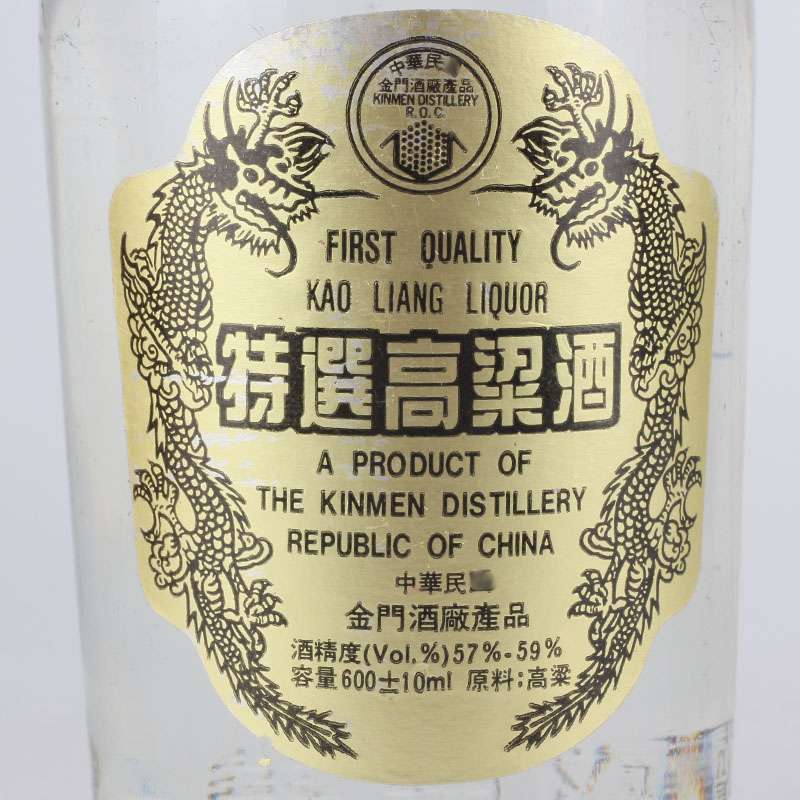 中華民
金門酒廠產品
KINMEN DISTILLERY
R.O.C.
FIRST QUALITY
KAO LIANG LIQUOR
特選高粱酒
A PRODUCT OF
THE KINMEN DISTILLERY
REPUBLIC OF CHINA
中華民
金門酒廠產品
酒精度(Vol.%)57%-59%
容量600±10ml 原料:高粱